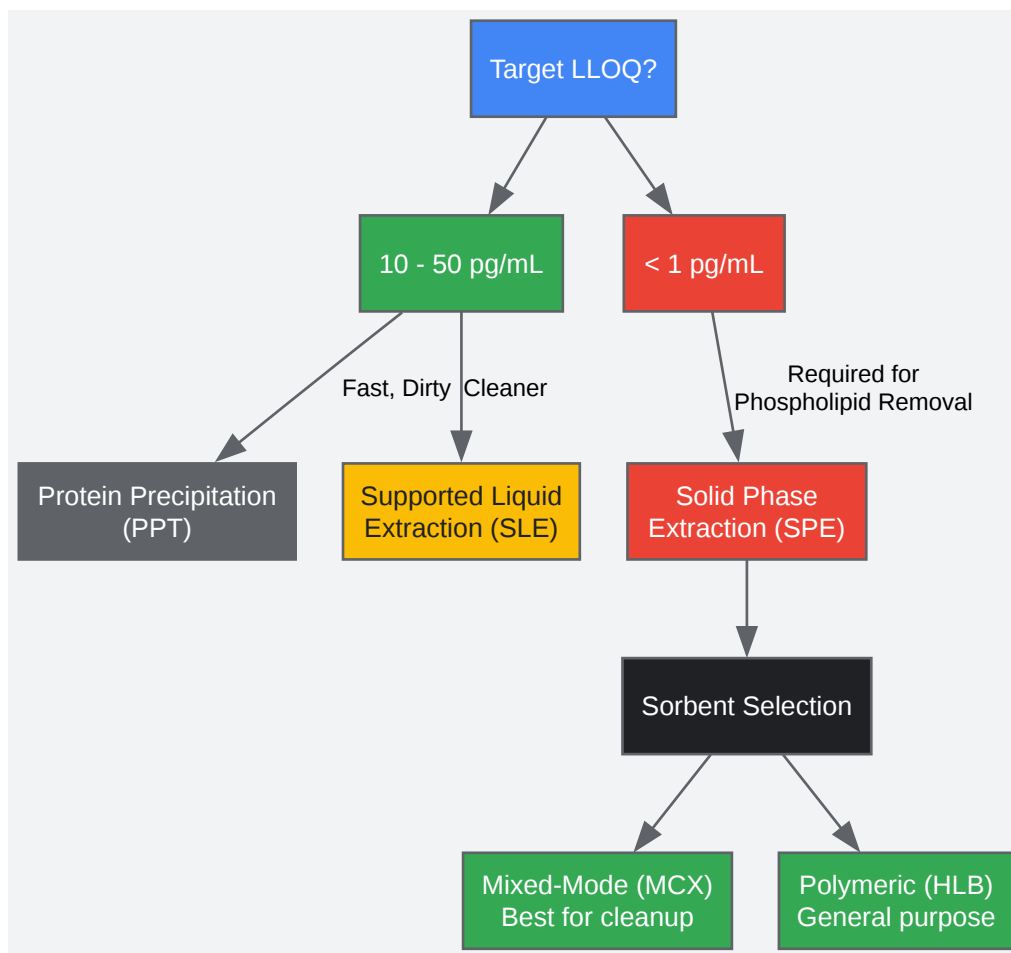 Target LLOQ?
10 - 50 pg/mL
< 1 pg/mL
Fast, Dirty
Cleaner
Required for
Phospholipid Removal
Protein Precipitation
(PPT)
Supported Liquid
Extraction (SLE)
Solid Phase
Extraction (SPE)
Sorbent Selection
Mixed-Mode (MCX)
Best for cleanup
Polymeric (HLB)
General purpose